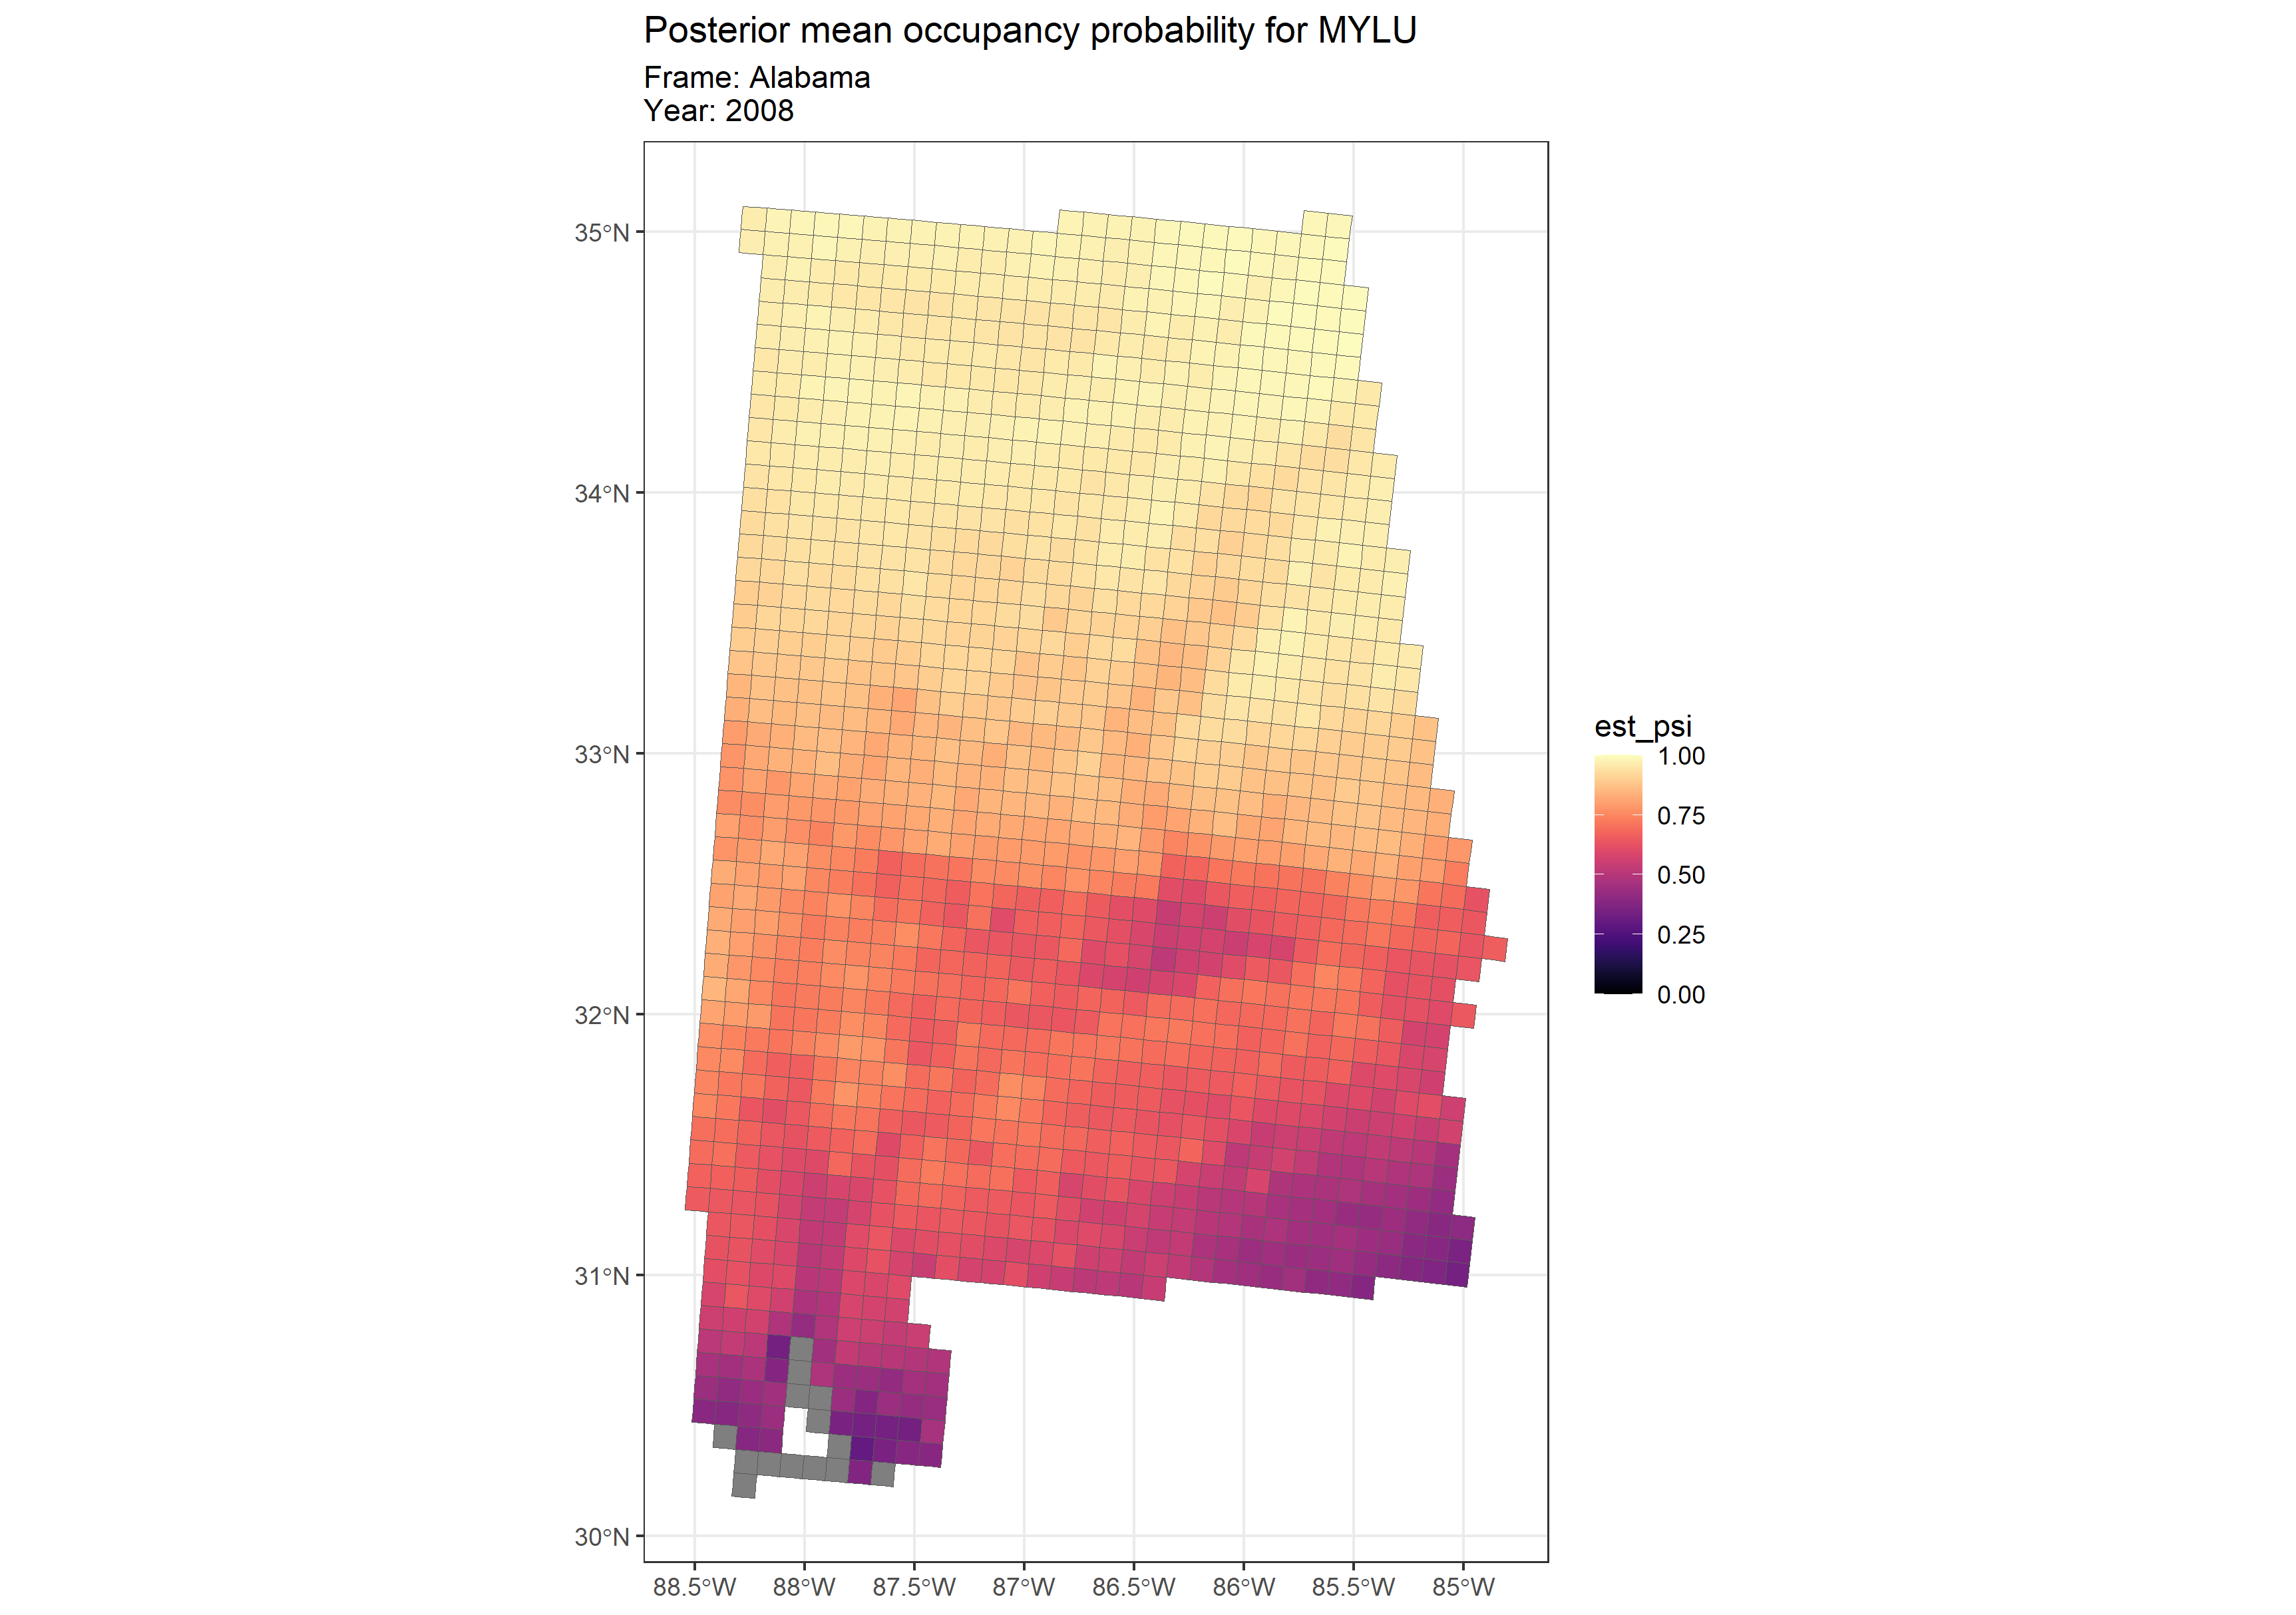 Posterior mean occupancy probability for MYLU
Frame: Alabama
Year: 2008
35°N
34°N
33°N
32°N
31°N
30°N
88.5°W
88°W
87.5°W
87°W
86.5°W
86°W
85.5°W
85°W
est_psi
1.00
0.75
0.50
0.25
0.00